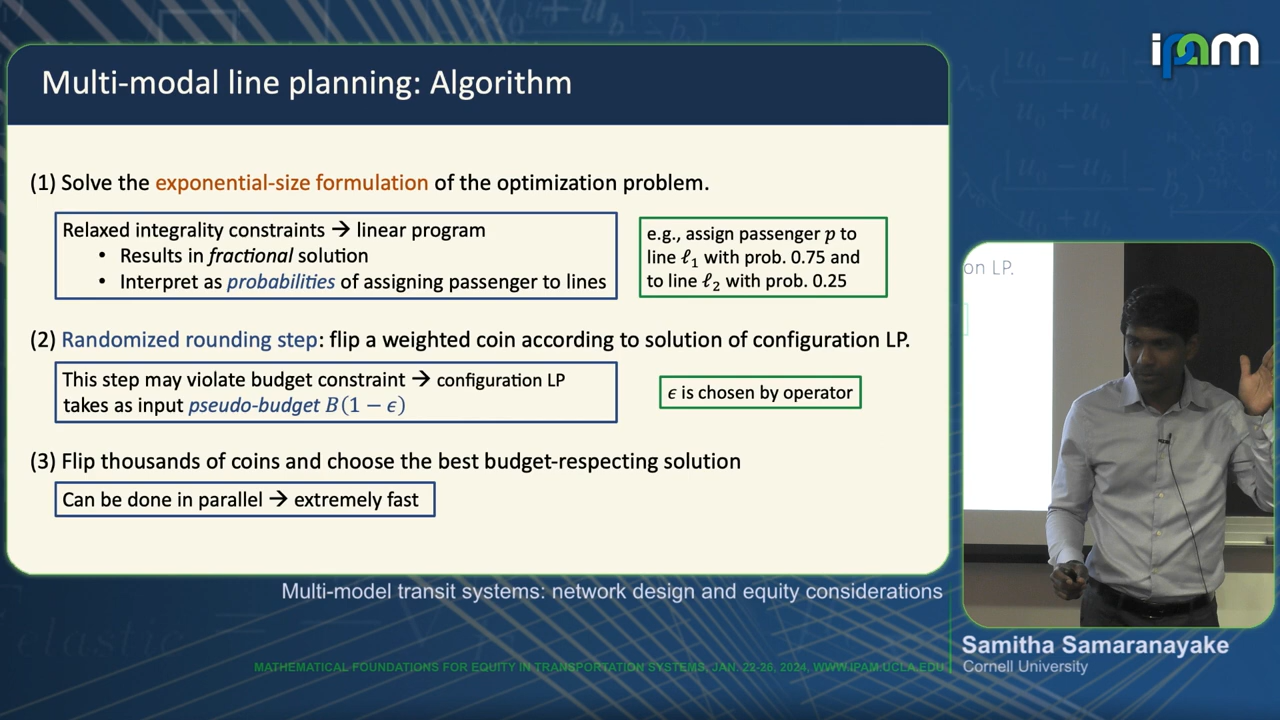 ipam
Multi-modal line planning: Algorithm
(1) Solve the exponential-size formulation of the optimization problem.
Relaxed integrality constraints → linear program
• Results in fractional solution
• Interpret as probabilities of assigning passenger to lines
e.g., assign passenger p to
line ℓ₁ with prob. 0.75 and
to line ℓ₂ with prob. 0.25
(2) Randomized rounding step: flip a weighted coin according to solution of configuration LP.
This step may violate budget constraint → configuration LP
takes as input pseudo-budget B(1 − ϵ)
ϵ is chosen by operator
(3) Flip thousands of coins and choose the best budget-respecting solution
Can be done in parallel → extremely fast
on LP.
Multi-model transit systems: network design and equity considerations
Samitha Samaranayake
Cornell University
MATHEMATICAL FOUNDATIONS FOR EQUITY IN TRANSPORTATION SYSTEMS, JAN. 22-26, 2024, WWW.IPAM.UCLA.EDU
elastic